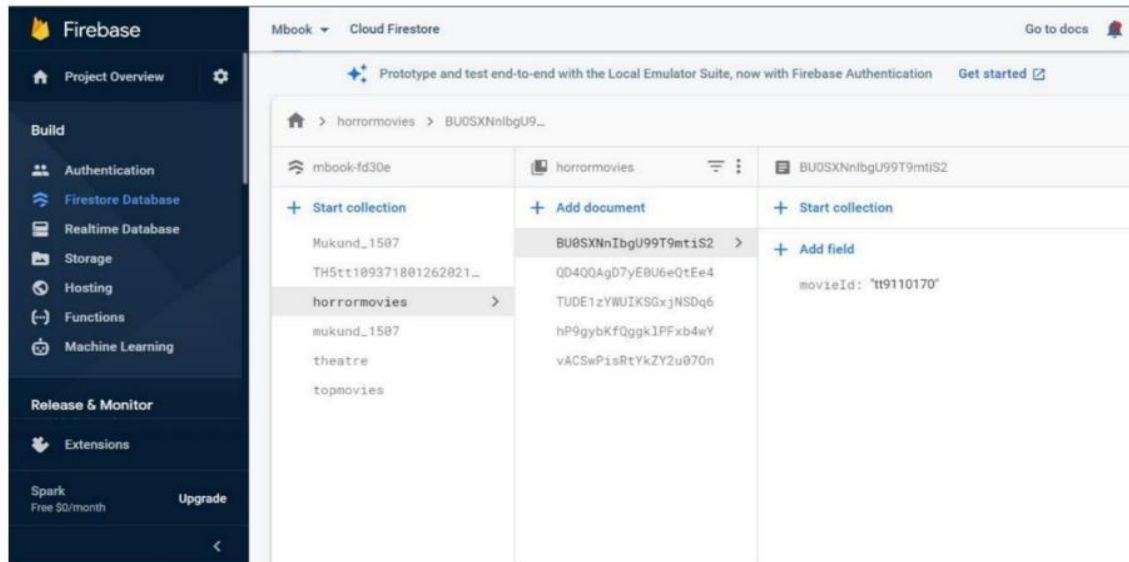 Firebase
Project Overview
Build
Authentication
Firestore Database
Realtime Database
Storage
Hosting
Functions
Machine Learning
Release & Monitor
Extensions
Spark
Free $0/month
Upgrade
Mbook
Cloud Firestore
Go to docs
Prototype and test end-to-end with the Local Emulator Suite, now with Firebase Authentication Get started
> horrormovies > BU0SXNnIbgU9...
mbook-fd30e
+ Start collection
Mukund_1507
TH5tt109371801262021...
horrormovies >
mukund_1507
theatre
topmovies
horrormovies
+ Add document
BU0SXNnIbgU99T9mtiS2 >
QD4QQAgD7yE0U6eQtEe4
TUDE1zYWUIKSGxjNSDq6
hP9gybKfQggklPFxb4wY
vACSwPisRtYkZY2u070n
BU0SXNnIbgU99T9mtiS2
+ Start collection
+ Add field
movieId: "tt9110170"